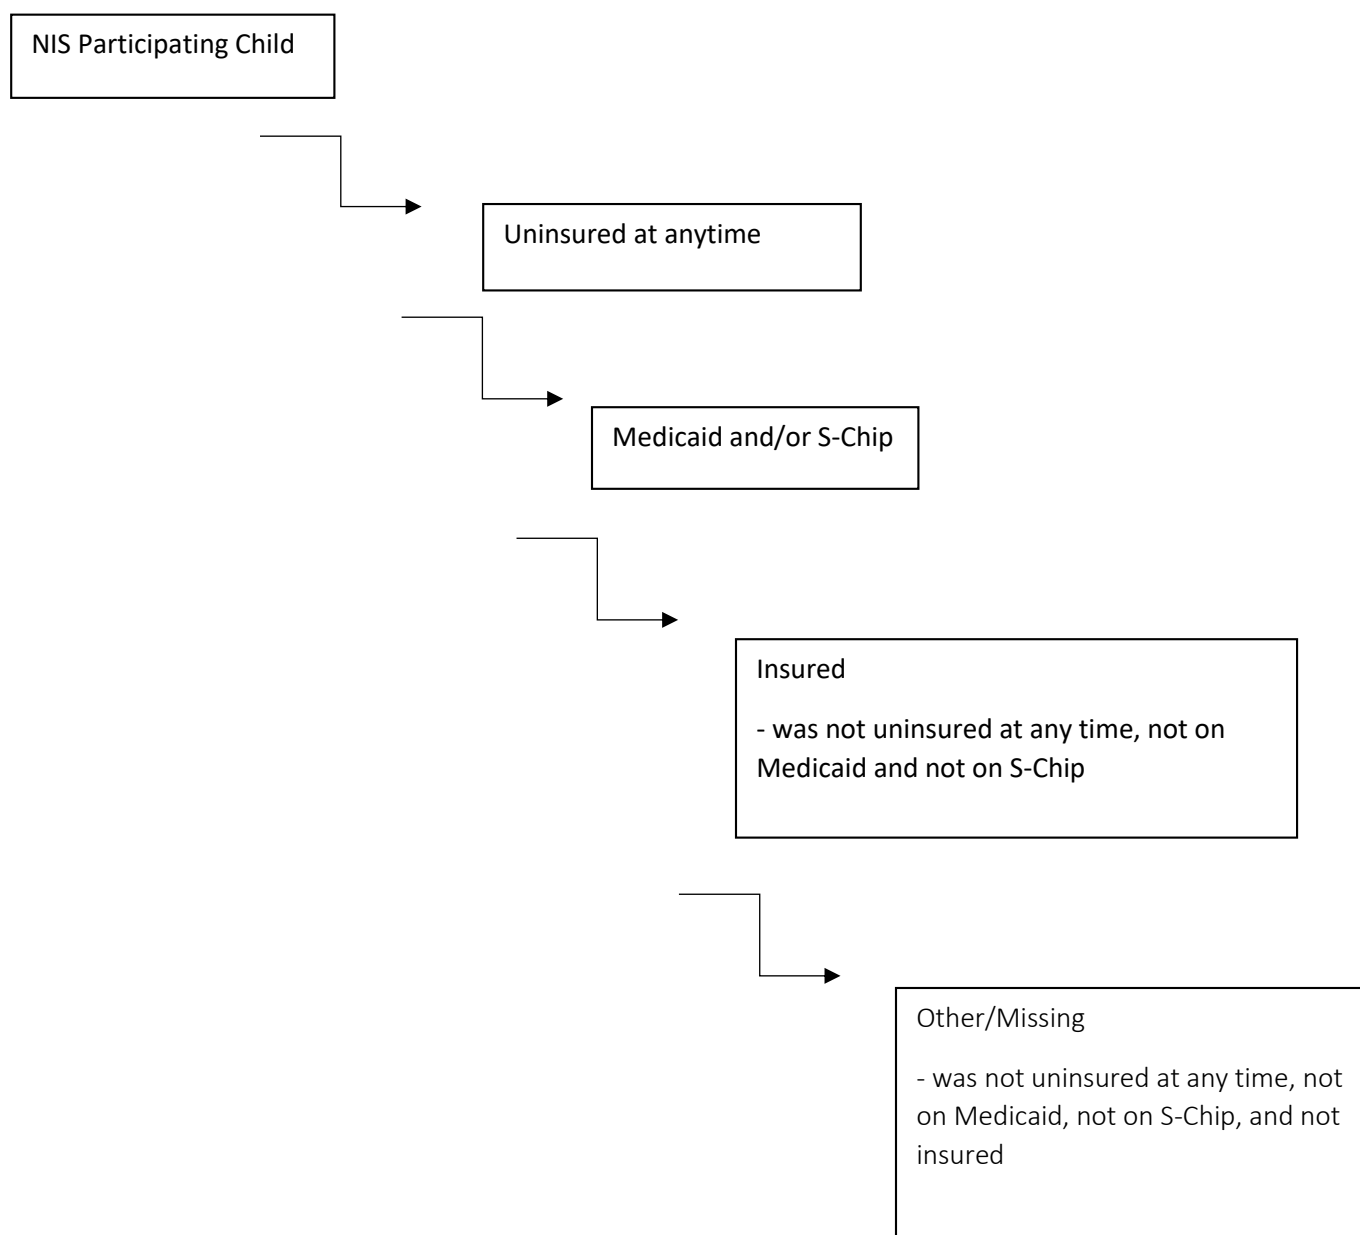 NIS Participating Child
Uninsured at anytime
Medicaid and/or S-Chip
Insured
- was not uninsured at any time, not on
Medicaid and not on S-Chip
Other/Missing
- was not uninsured at any time, not
on Medicaid, not on S-Chip, and not
insured